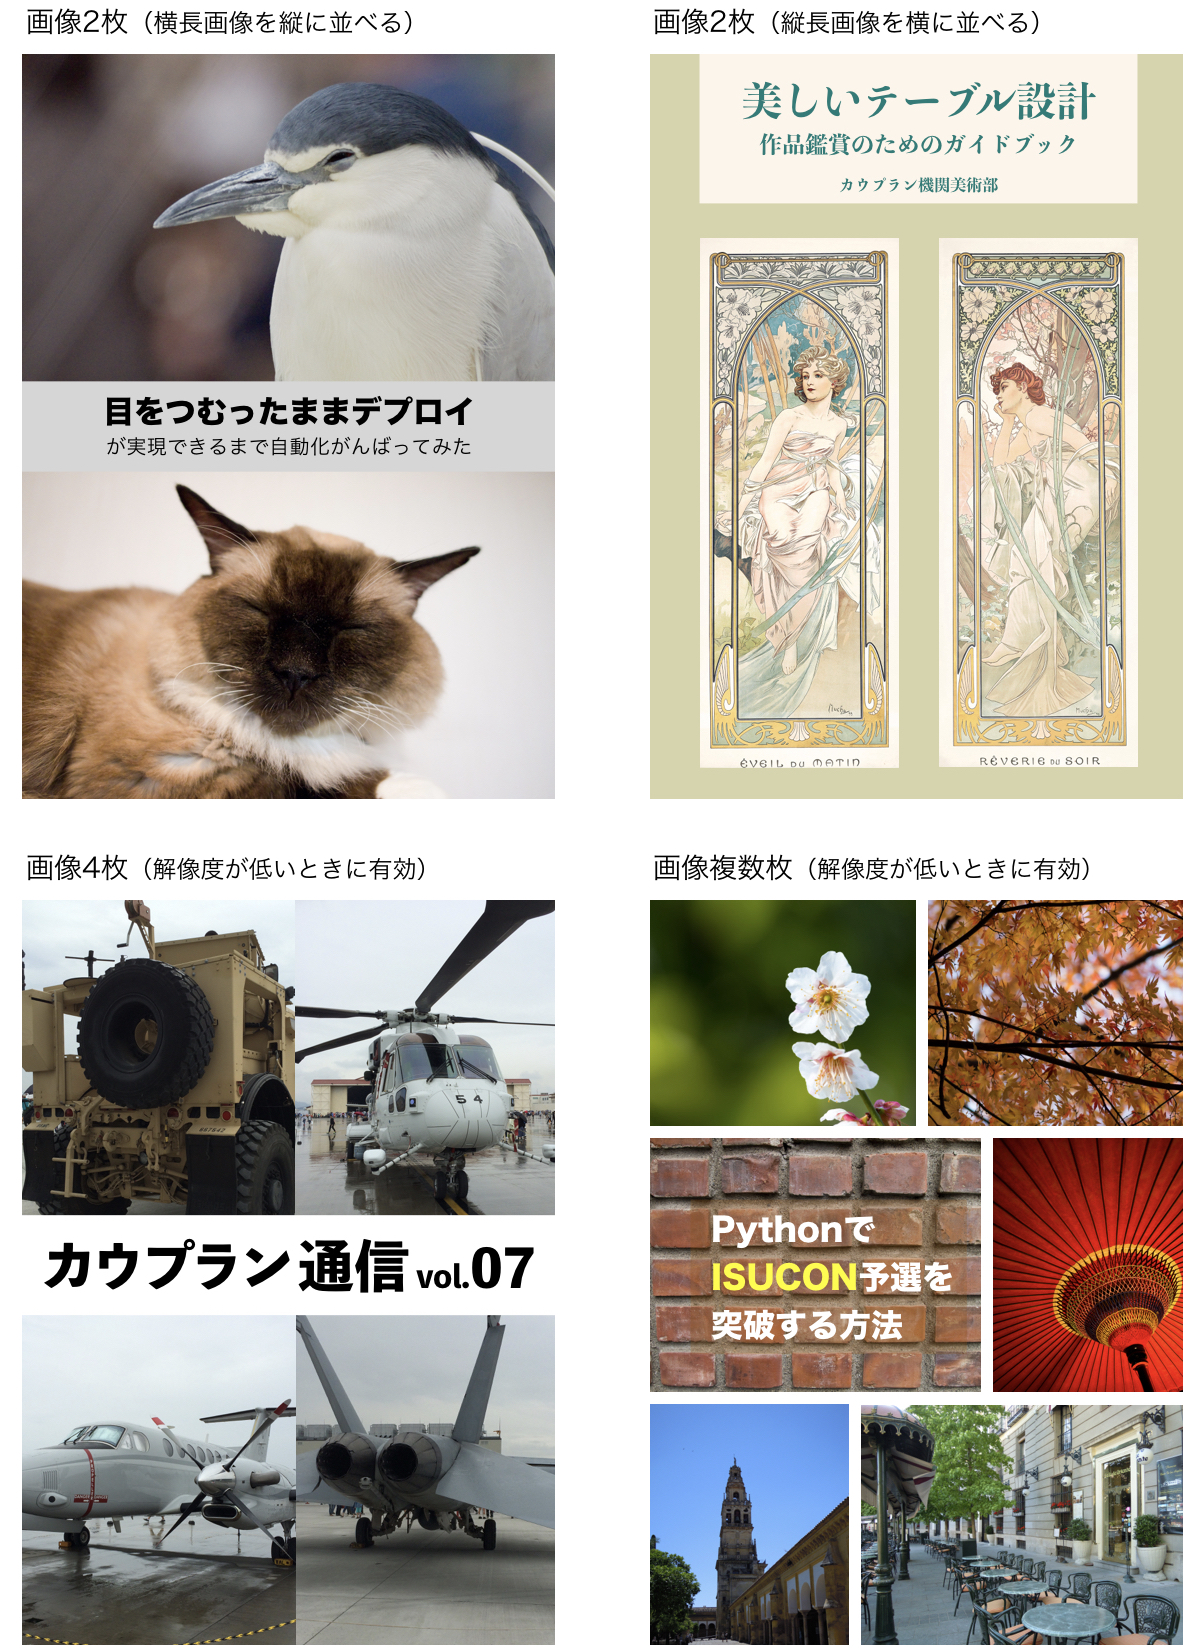 画像2枚（横長画像を縦に並べる）
目をつむったままデプロイ
が実現できるまで自動化がんばってみた
画像2枚（縦長画像を横に並べる）
美しいテーブル設計
作品鑑賞のためのガイドブック
カウプラン機関美術部
Mucha
ÉVEIL DU MATIN
RÊVERIE DU SOIR
画像4枚（解像度が低いときに有効）
54
カウプラン通信 vol.07
画像複数枚（解像度が低いときに有効）
Pythonで
ISUCON予選を
突破する方法